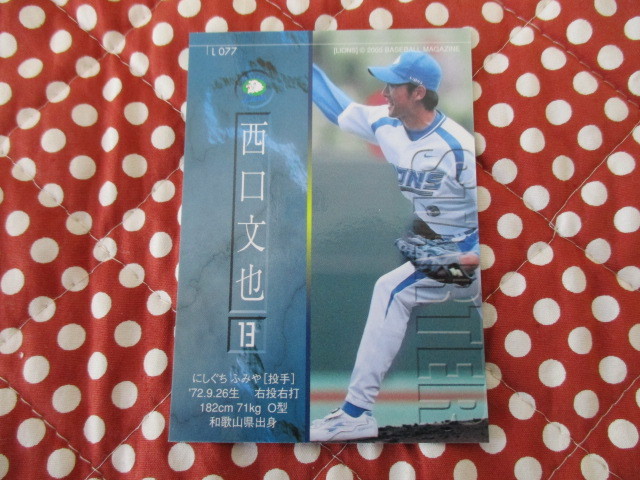 L 077
[LIONS] © 2002 BASEBALL MAGAZINE
西口文也
13
にしぐち ふみや [投手]
'72.9.26生 右投右打
182cm 71kg O型
和歌山県出身
STARTER